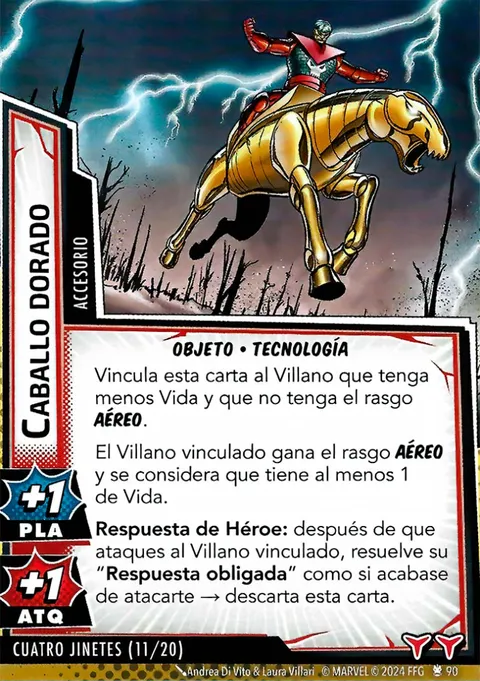 CABALLO DORADO
ACCESORIO
OBJETO • TECNOLOGÍA
Vincula esta carta al Villano que tenga
menos Vida y que no tenga el rasgo
AÉREO.
El Villano vinculado gana el rasgo AÉREO
y se considera que tiene al menos 1
de Vida.
Respuesta de Héroe: después de que
ataques al Villano vinculado, resuelve su
"Respuesta obligada" como si acabase
de atacarte → descarta esta carta.
+1
PLA
+1
ATQ
CUATRO JINETES (11/20)
Andrea Di Vito & Laura Villari © MARVEL © 2024 FFG 90